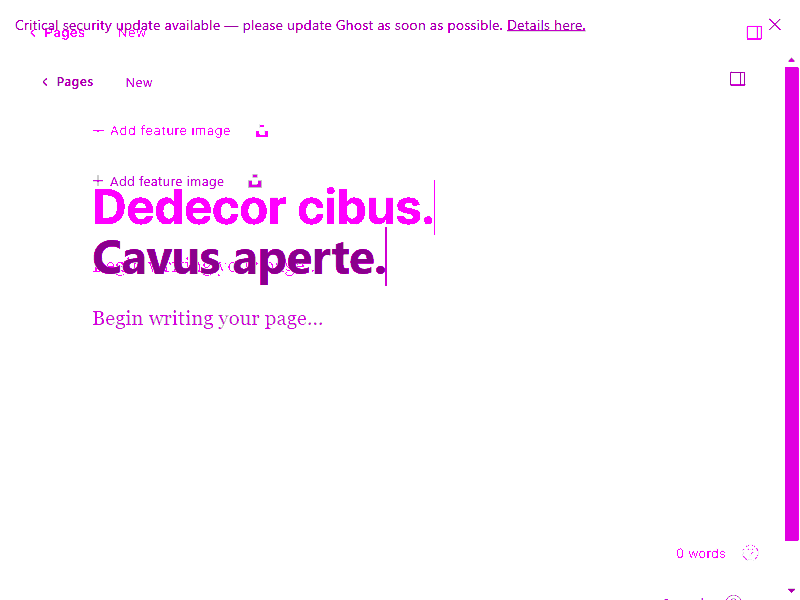 Critical security update available — please update Ghost as soon as possible. Details here.
Pages New
Pages New
Add feature image
Add feature image
Dedecor cibus.
Cavus aperte.
Begin writing your page...
Begin writing your page...
0 words